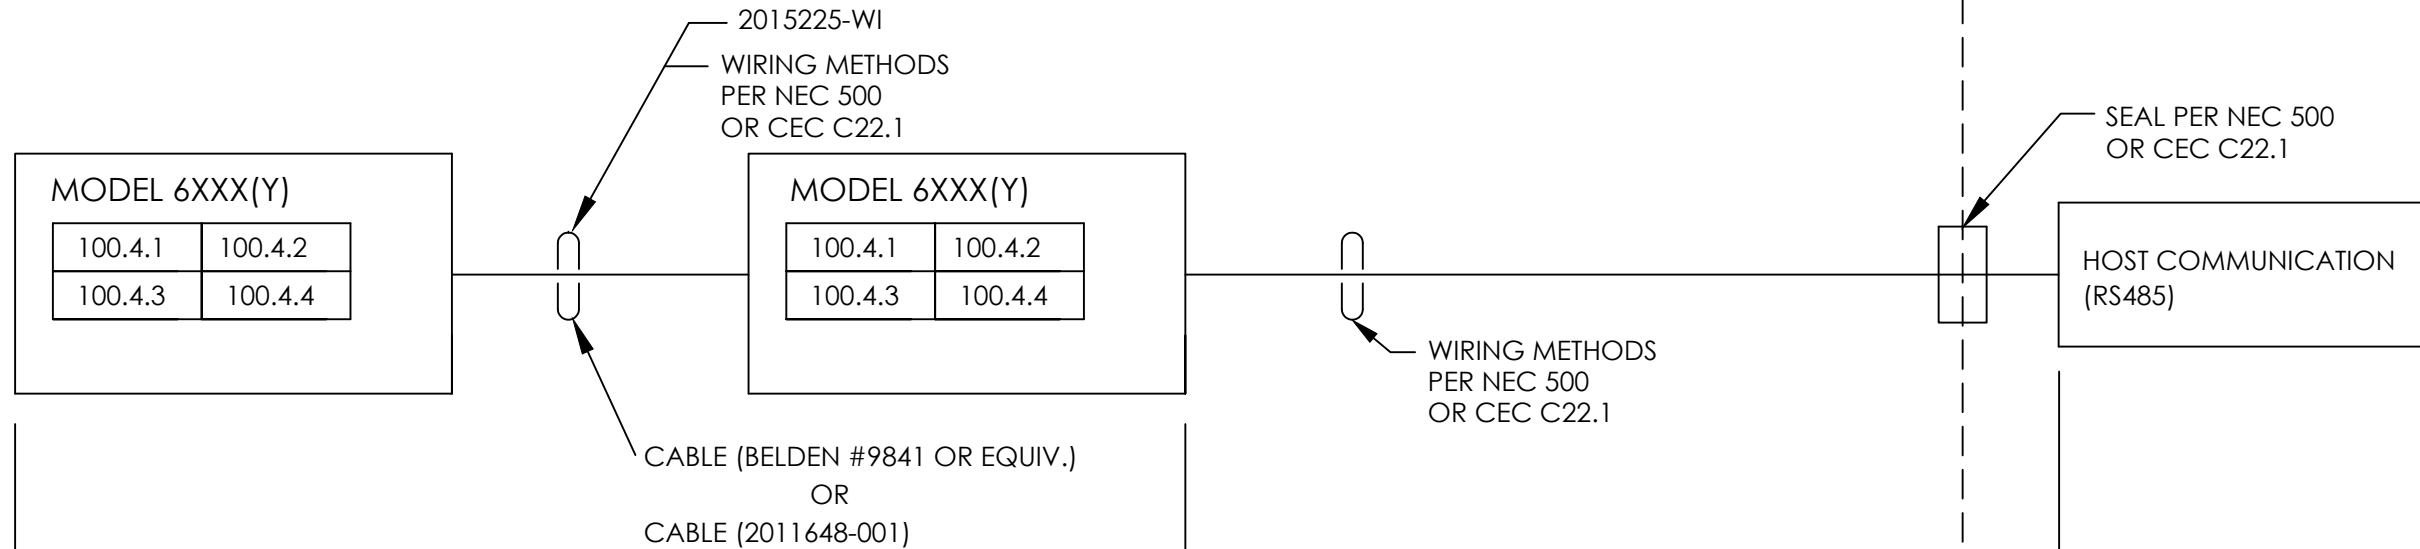 2015225-WI
WIRING METHODS
PER NEC 500
OR CEC C22.1
SEAL PER NEC 500
OR CEC C22.1
MODEL 6XXX(Y)
100.4.1 100.4.2
100.4.3 100.4.4
MODEL 6XXX(Y)
100.4.1 100.4.2
100.4.3 100.4.4
HOST COMMUNICATION
(RS485)
WIRING METHODS
PER NEC 500
OR CEC C22.1
CABLE (BELDEN #9841 OR EQUIV.)
OR
CABLE (2011648-001)